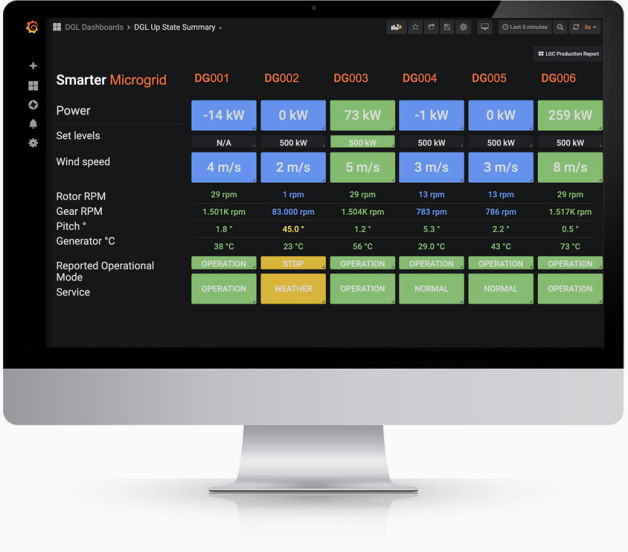 DGL Dashboards > DGL Up State Summary
Last 5 minutes
5s
LGC Production Report
Smarter Microgrid DG001 DG002 DG003 DG004 DG005 DG006
Power -14 kW 0 kW 73 kW -1 kW 0 kW 259 kW
Set levels N/A 500 kW 500 kW 500 kW 500 kW 500 kW
Wind speed 4 m/s 2 m/s 5 m/s 3 m/s 3 m/s 8 m/s
Rotor RPM 29 rpm 1 rpm 29 rpm 13 rpm 13 rpm 29 rpm
Gear RPM 1.501K rpm 83.000 rpm 1.504K rpm 783 rpm 786 rpm 1.517K rpm
Pitch ° 1.8 ° 45.0 ° 1.2 ° 5.3 ° 2.2 ° 0.5 °
Generator °C 38 °C 23 °C 56 °C 29.0 °C 43 °C 73 °C
Reported Operational OPERATION STOP OPERATION OPERATION OPERATION OPERATION
Mode
Service OPERATION WEATHER OPERATION NORMAL NORMAL OPERATION